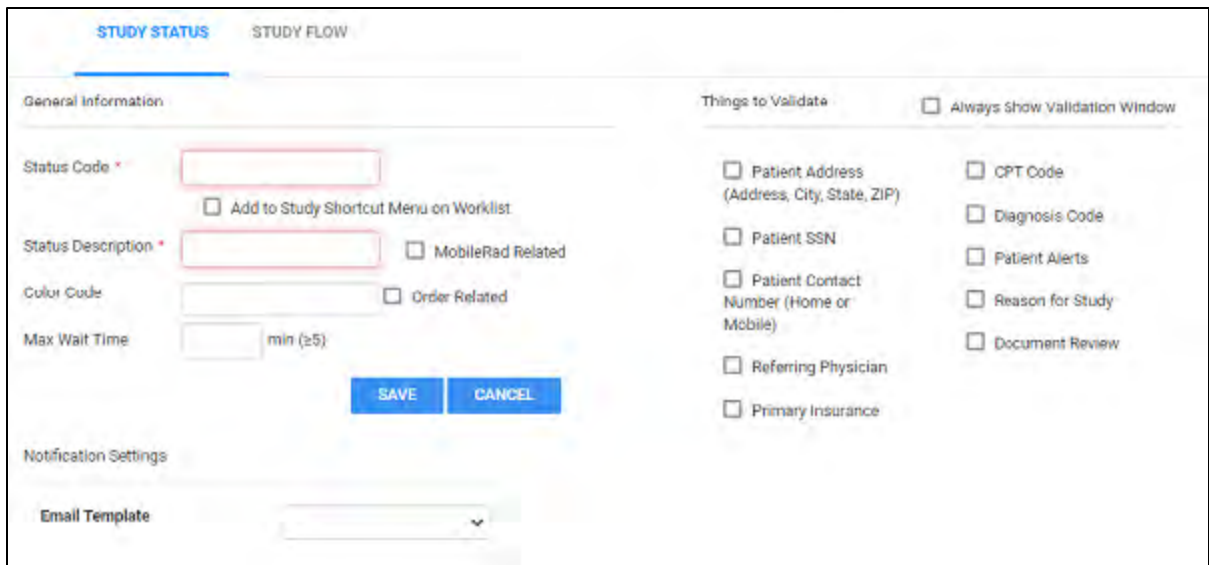 STUDY STATUS STUDY FLOW
General Information
Status Code *
Add to Study Shortcut Menu on Worklist
Status Description * MobileRad Related
Color Code Order Related
Max Wait Time min (≥5)
SAVE CANCEL
Notification Settings
Email Template
Things to Validate Always Show Validation Window
Patient Address
(Address, City, State, ZIP)
Patient SSN
Patient Contact
Number (Home or
Mobile)
Referring Physician
Primary Insurance
CPT Code
Diagnosis Code
Patient Alerts
Reason for Study
Document Review